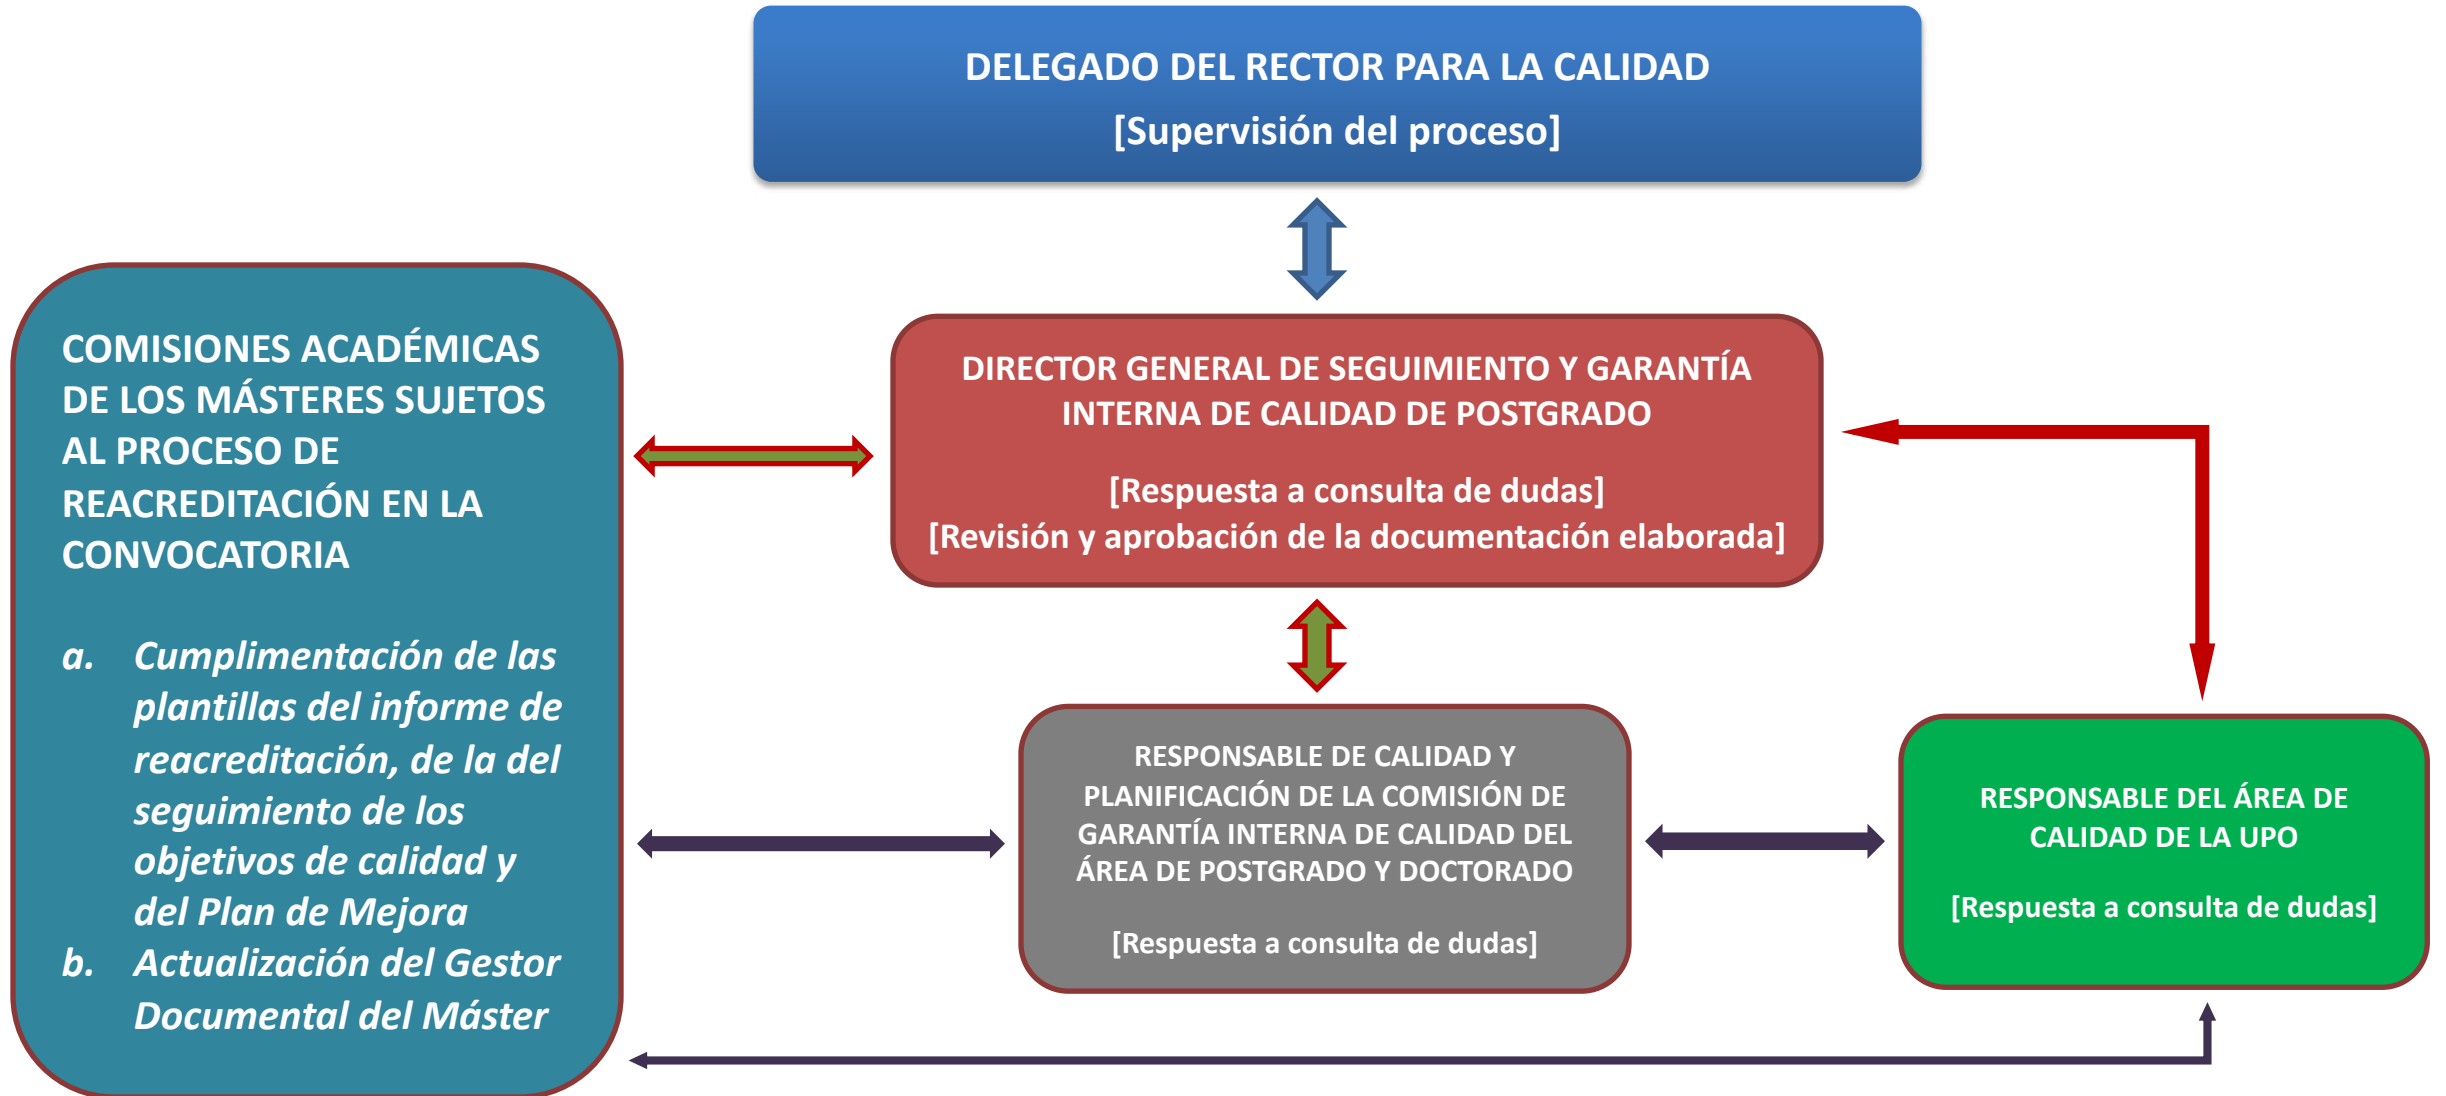 DELEGADO DEL RECTOR PARA LA CALIDAD
[Supervisión del proceso]
COMISIONES ACADÉMICAS
DE LOS MÁSTERES SUJETOS
AL PROCESO DE
REACREDITACIÓN EN LA
CONVOCATORIA
a. Cumplimentación de las
plantillas del informe de
reacreditación, de la del
seguimiento de los
objetivos de calidad y
del Plan de Mejora
b. Actualización del Gestor
Documental del Máster
DIRECTOR GENERAL DE SEGUIMIENTO Y GARANTÍA
INTERNA DE CALIDAD DE POSTGRADO
[Respuesta a consulta de dudas]
[Revisión y aprobación de la documentación elaborada]
RESPONSABLE DE CALIDAD Y
PLANIFICACIÓN DE LA COMISIÓN DE
GARANTÍA INTERNA DE CALIDAD DEL
ÁREA DE POSTGRADO Y DOCTORADO
[Respuesta a consulta de dudas]
RESPONSABLE DEL ÁREA DE
CALIDAD DE LA UPO
[Respuesta a consulta de dudas]